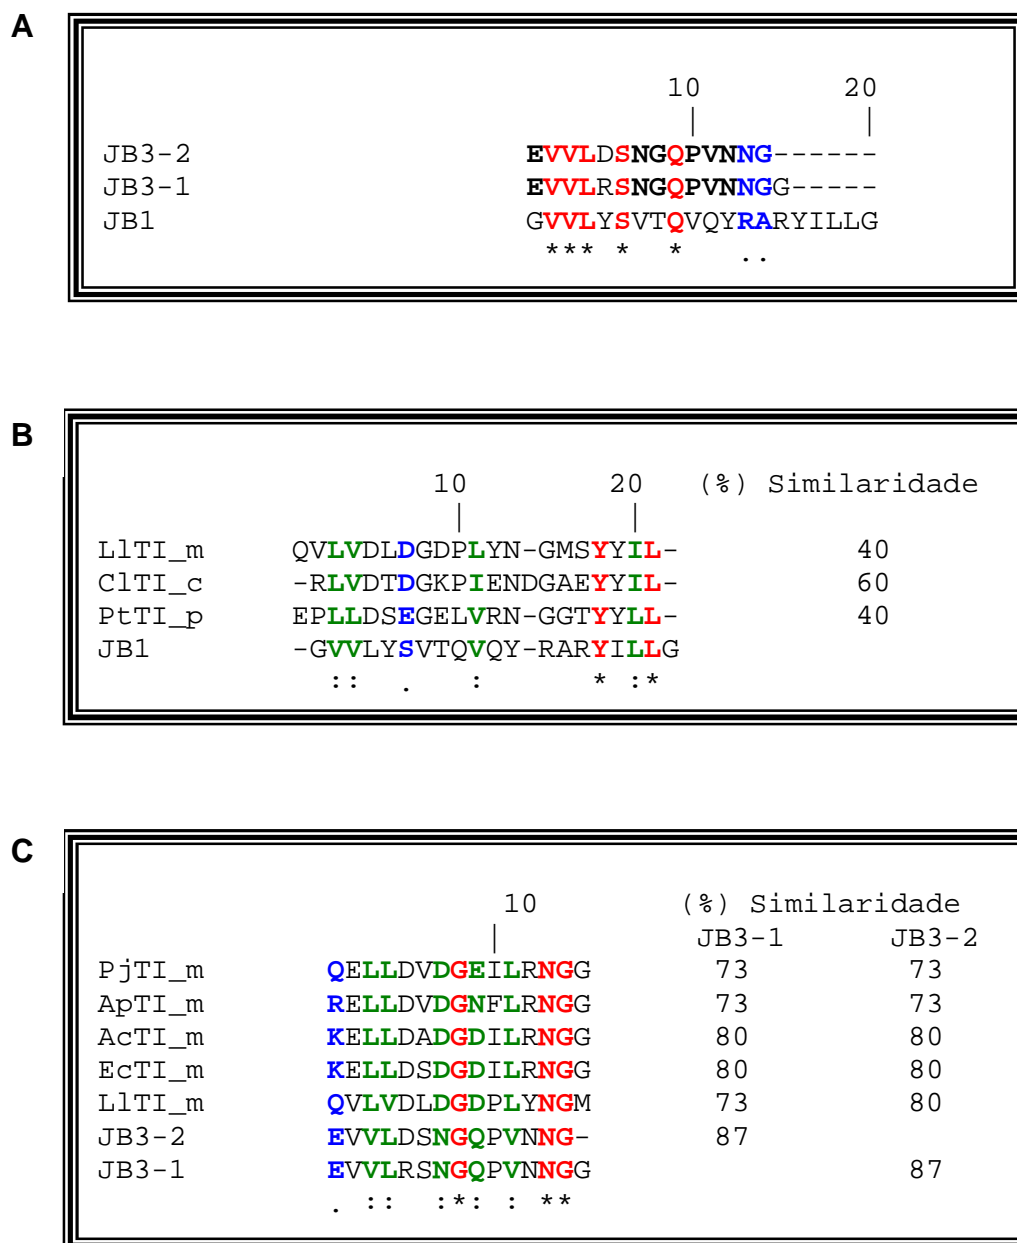 A
10 20
| |
JB3-2 EVVLDSNGQPVNNNG------
JB3-1 EVVLRSNGQPVNNNGG-----
JB1 GVVLYSVTQVQYRARYILLG
*** * * ..
B
10 20 (%) Similaridade
| |
LlTI_m QVLVDLDGDPLYN-GMSYYIL- 40
ClTI_c -RLVDTDGKPIENDGAEYYIL- 60
PtTI_p EPLLDSEGELVRN-GGTYYLL- 40
JB1 -GVVLYSVTQVQY-RARYILLG
:: . : * :*
C
10 (%) Similaridade
| JB3-1 JB3-2
PjTI_m QELLDVDGEILRNGG 73 73
ApTI_m RELLDVDGNFLRNGG 73 73
AcTI_m KELLDADGDILRNGG 80 80
EcTI_m KELLDSDGDILRNGG 80 80
LlTI_m QVLVDLDGDPLYNGM 73 80
JB3-2 EVVLDSNGQPVNNG- 87
JB3-1 EVVLRSNGQPVNNGG 87
. :: :*: : **